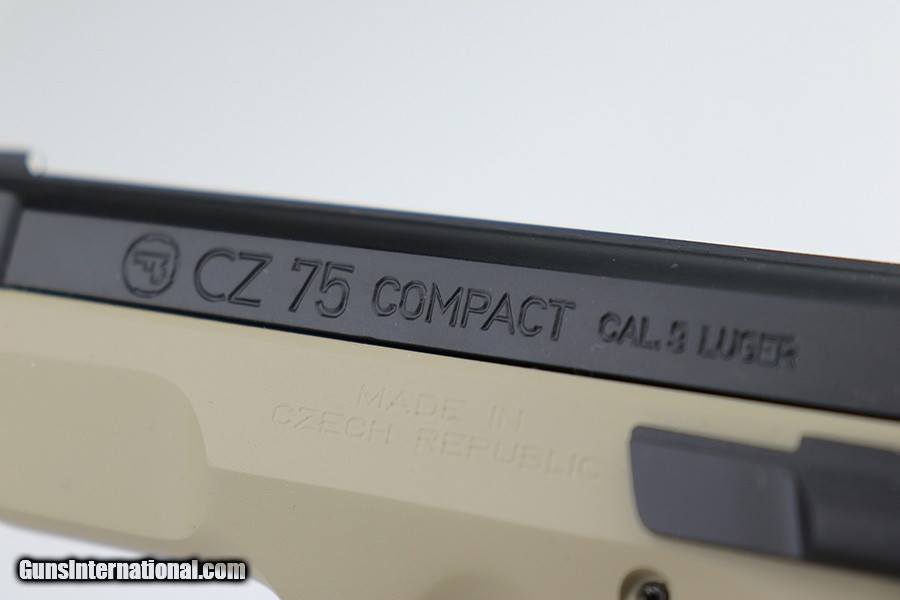 CZ 75 COMPACT CAL. 9 LUGER
MADE IN
CZECH REPUBLIC
GunsInternational.com